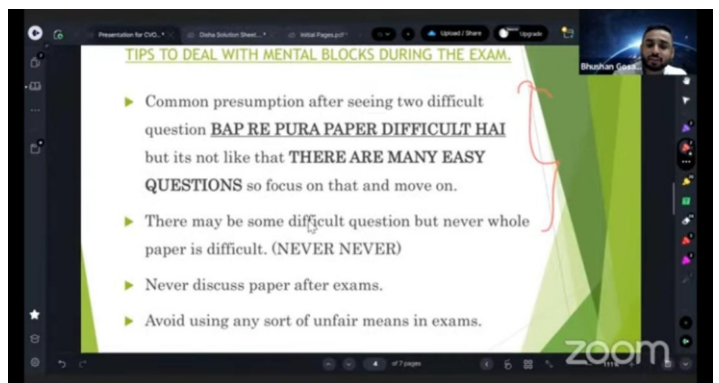 Presentation for CVO...* Disha Solution Sheet...* Initial Pages.pdf* Upload / Share Upgrade
TIPS TO DEAL WITH MENTAL BLOCKS DURING THE EXAM.
Common presumption after seeing two difficult
question BAP RE PURA PAPER DIFFICULT HAI
but its not like that THERE ARE MANY EASY
QUESTIONS so focus on that and move on.
There may be some difficult question but never whole
paper is difficult. (NEVER NEVER)
Never discuss paper after exams.
Avoid using any sort of unfair means in exams.
Bhushan
4 of 7 pages
111%
zoom